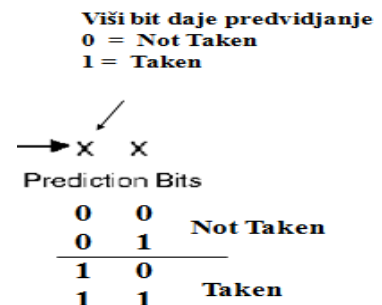 Viši bit daje predvidjanje
0 = Not Taken
1 = Taken
X X
Prediction Bits
0 0
0 1 Not Taken
1 0
1 1 Taken